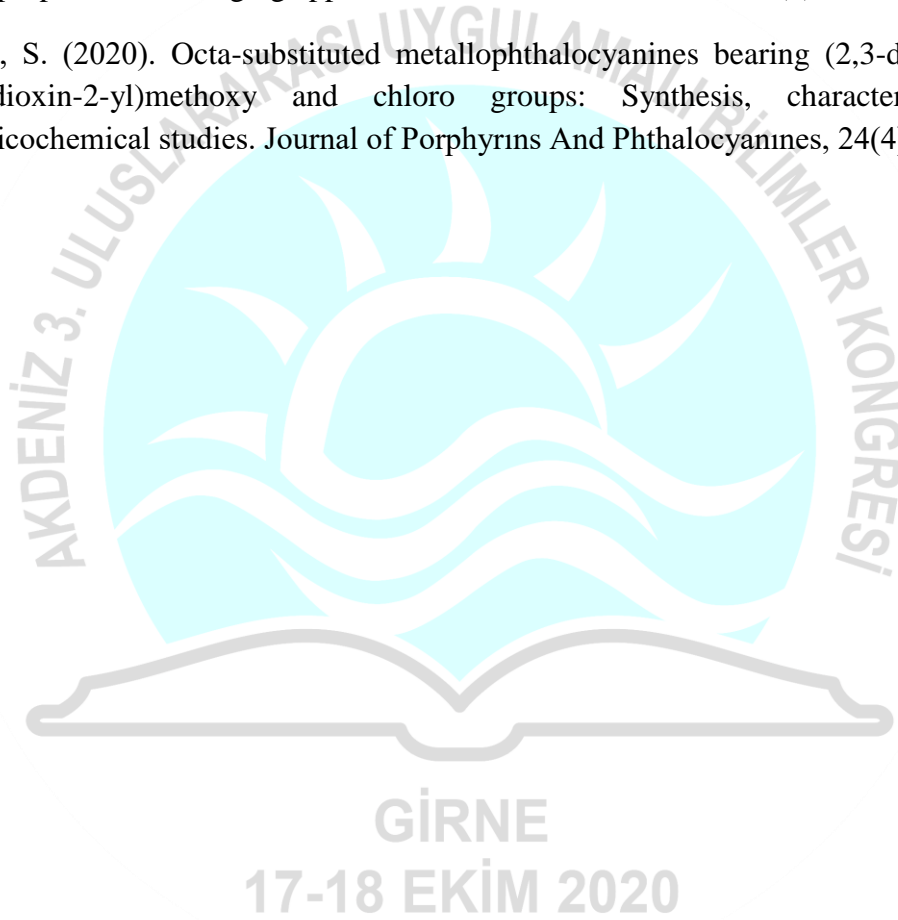 , S. (2020). Octa-substituted metallophthalocyanines bearing (2,3-d
dioxin-2-yl)methoxy and chloro groups: Synthesis, character
icochemical studies. Journal of Porphyrıns And Phthalocyanınes, 24(4)
AKDENİZ 3. ULUSLARARASI UYGULAMALI BİLİMLER KONGRESİ
GİRNE
17-18 EKİM 2020